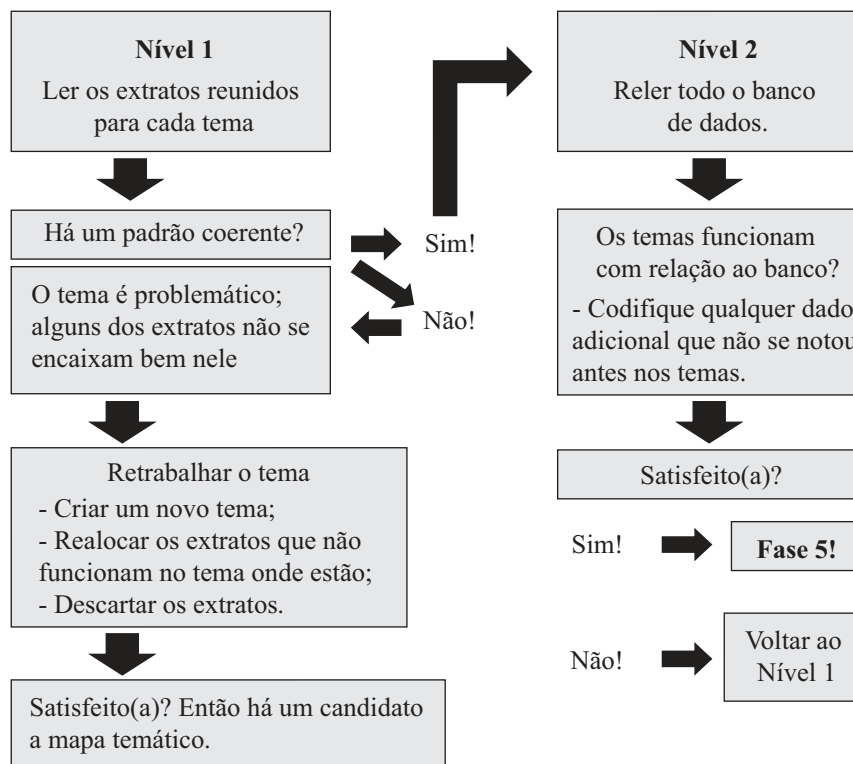 Nível 1
Ler os extratos reunidos
para cada tema
Há um padrão coerente?
Sim!
Não!
O tema é problemático;
alguns dos extratos não se
encaixam bem nele
Retrabalhar o tema
- Criar um novo tema;
- Realocar os extratos que não
funcionam no tema onde estão;
- Descartar os extratos.
Satisfeito(a)? Então há um candidato
a mapa temático.
Nível 2
Reler todo o banco
de dados.
Os temas funcionam
com relação ao banco?
- Codifique qualquer dado
adicional que não se notou
antes nos temas.
Satisfeito(a)?
Sim!
Fase 5!
Não!
Voltar ao
Nível 1